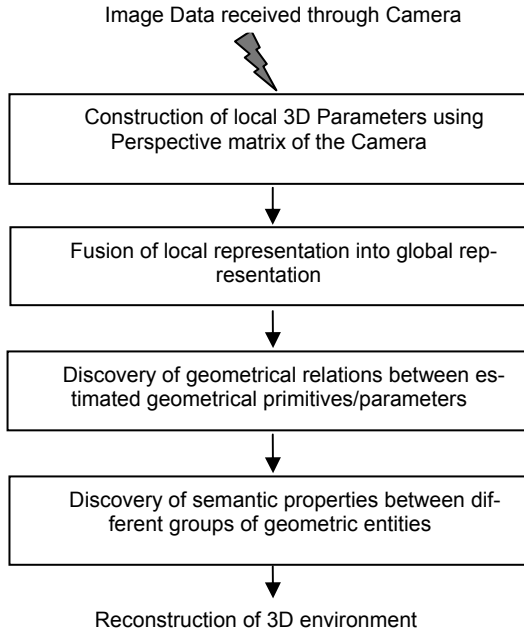 Image Data received through Camera
Construction of local 3D Parameters using
Perspective matrix of the Camera
Fusion of local representation into global rep-
resentation
Discovery of geometrical relations between es-
timated geometrical primitives/parameters
Discovery of semantic properties between dif-
ferent groups of geometric entities
Reconstruction of 3D environment